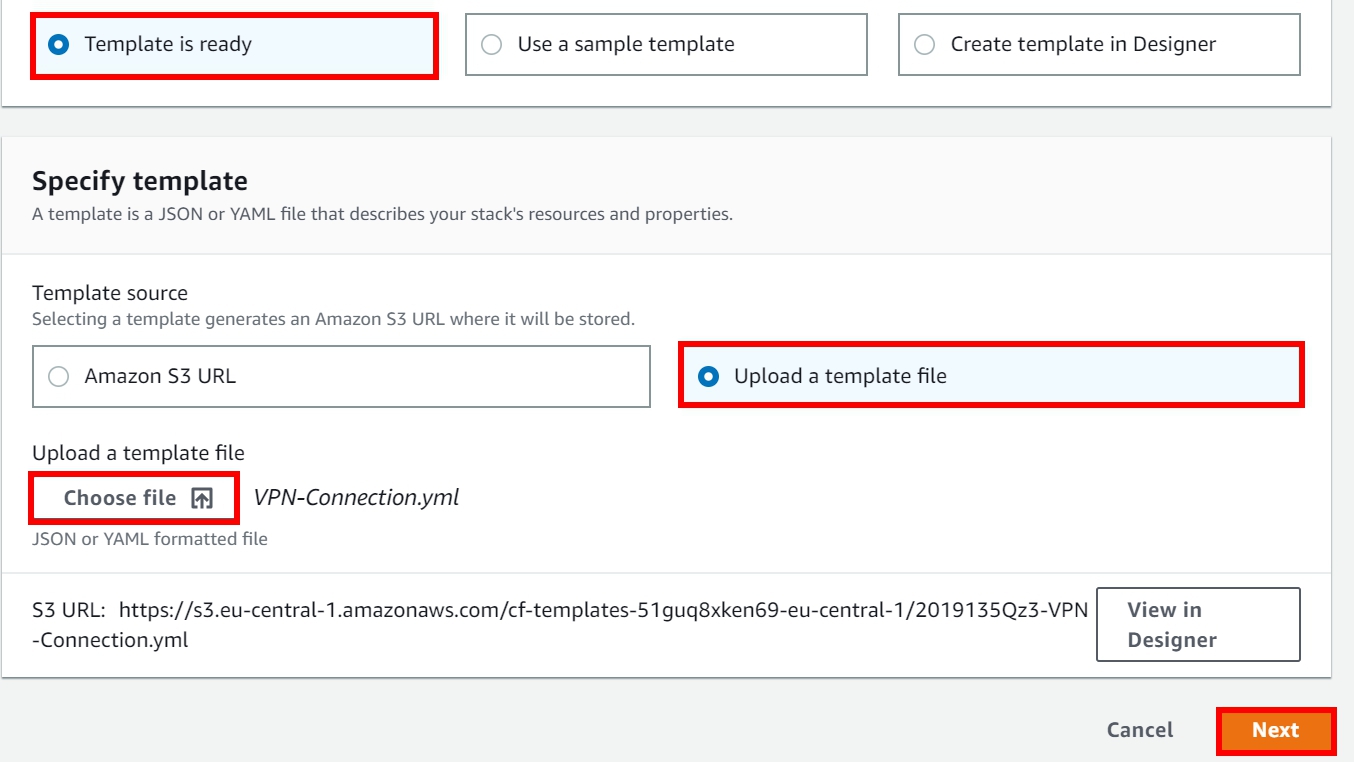 Template is ready
Use a sample template
Create template in Designer
Specify template
A template is a JSON or YAML file that describes your stack's resources and properties.
Template source
Selecting a template generates an Amazon S3 URL where it will be stored.
Amazon S3 URL
Upload a template file
Upload a template file
Choose file
VPN-Connection.yml
JSON or YAML formatted file
S3 URL: https://s3.eu-central-1.amazonaws.com/cf-templates-51guq8xken69-eu-central-1/2019135Qz3-VPN
-Connection.yml
View in
Designer
Cancel
Next